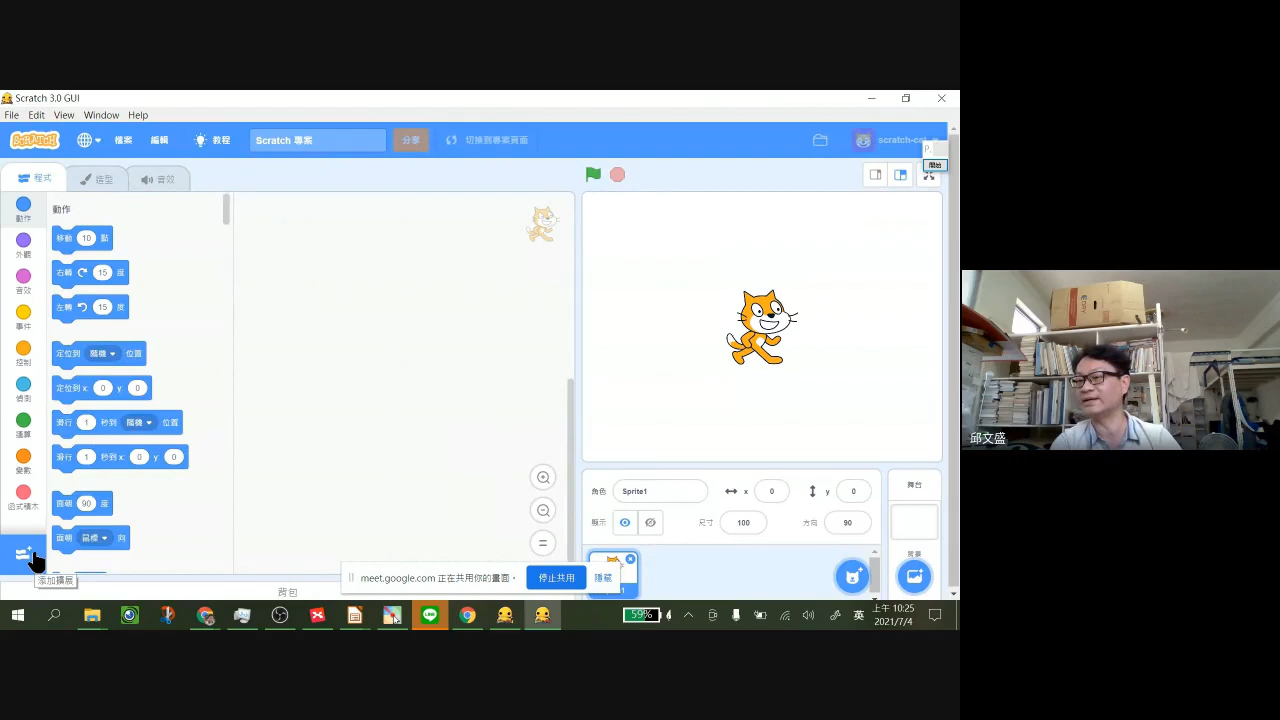 Scratch 3.0 GUI
File Edit View Window Help
SCRATCH 檔案 編輯 教程 Scratch 專案 分享 切換到專案頁面 scratch-cat
P.
開始
程式 造型 音效
動作
動作
外觀
音效
事件
控制
偵測
運算
變數
函式積木
移動 10 點
右轉 15 度
左轉 15 度
定位到 隨機 位置
定位到 x: 0 y: 0
滑行 1 秒到 隨機 位置
滑行 1 秒到 x: 0 y: 0
面朝 90 度
面朝 鼠標 向
添加擴展
背包
角色 Sprite1 x 0 y 0
顯示 尺寸 100 方向 90
舞台
背景
meet.google.com 正在共用你的畫面。 停止共用 隱藏
邱文盛
59% 英 上午 10:25
2021/7/4